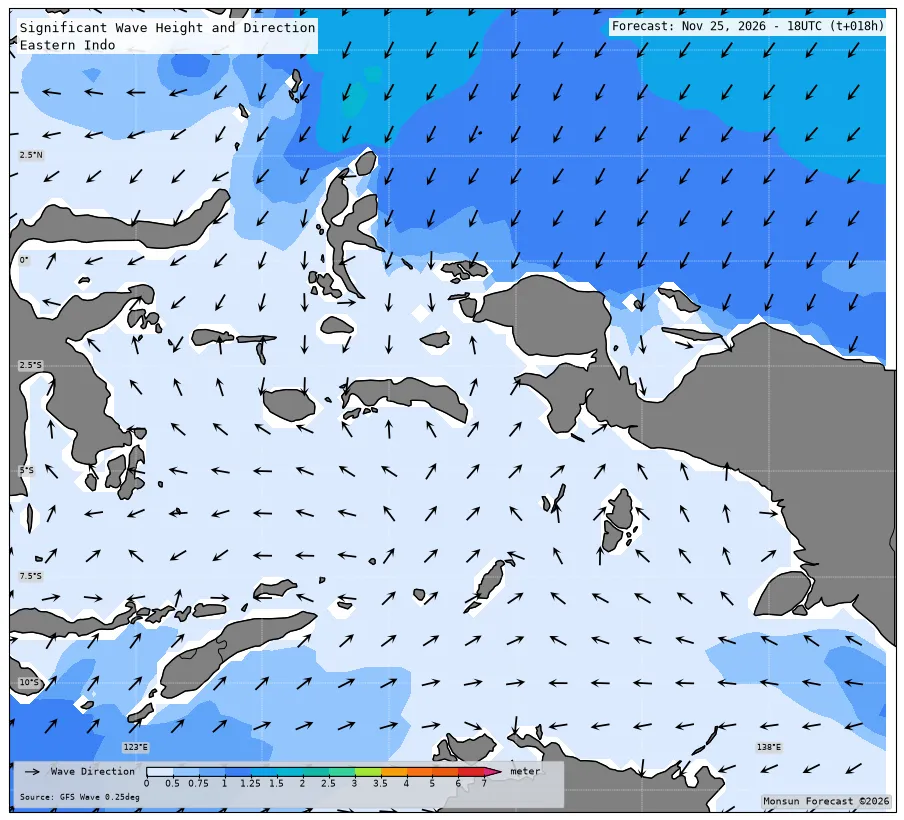 Significant Wave Height and Direction
Eastern Indo
Forecast: Nov 25, 2026 - 18UTC (t+018h)
2.5°N
0°
2.5°S
5°S
7.5°S
10°S
123°E
138°E
Wave Direction
meter
0 0.5 0.75 1 1.25 1.5 2 2.5 3 3.5 4 5 6 7
Source: GFS Wave 0.25deg
Monsun Forecast ©2026